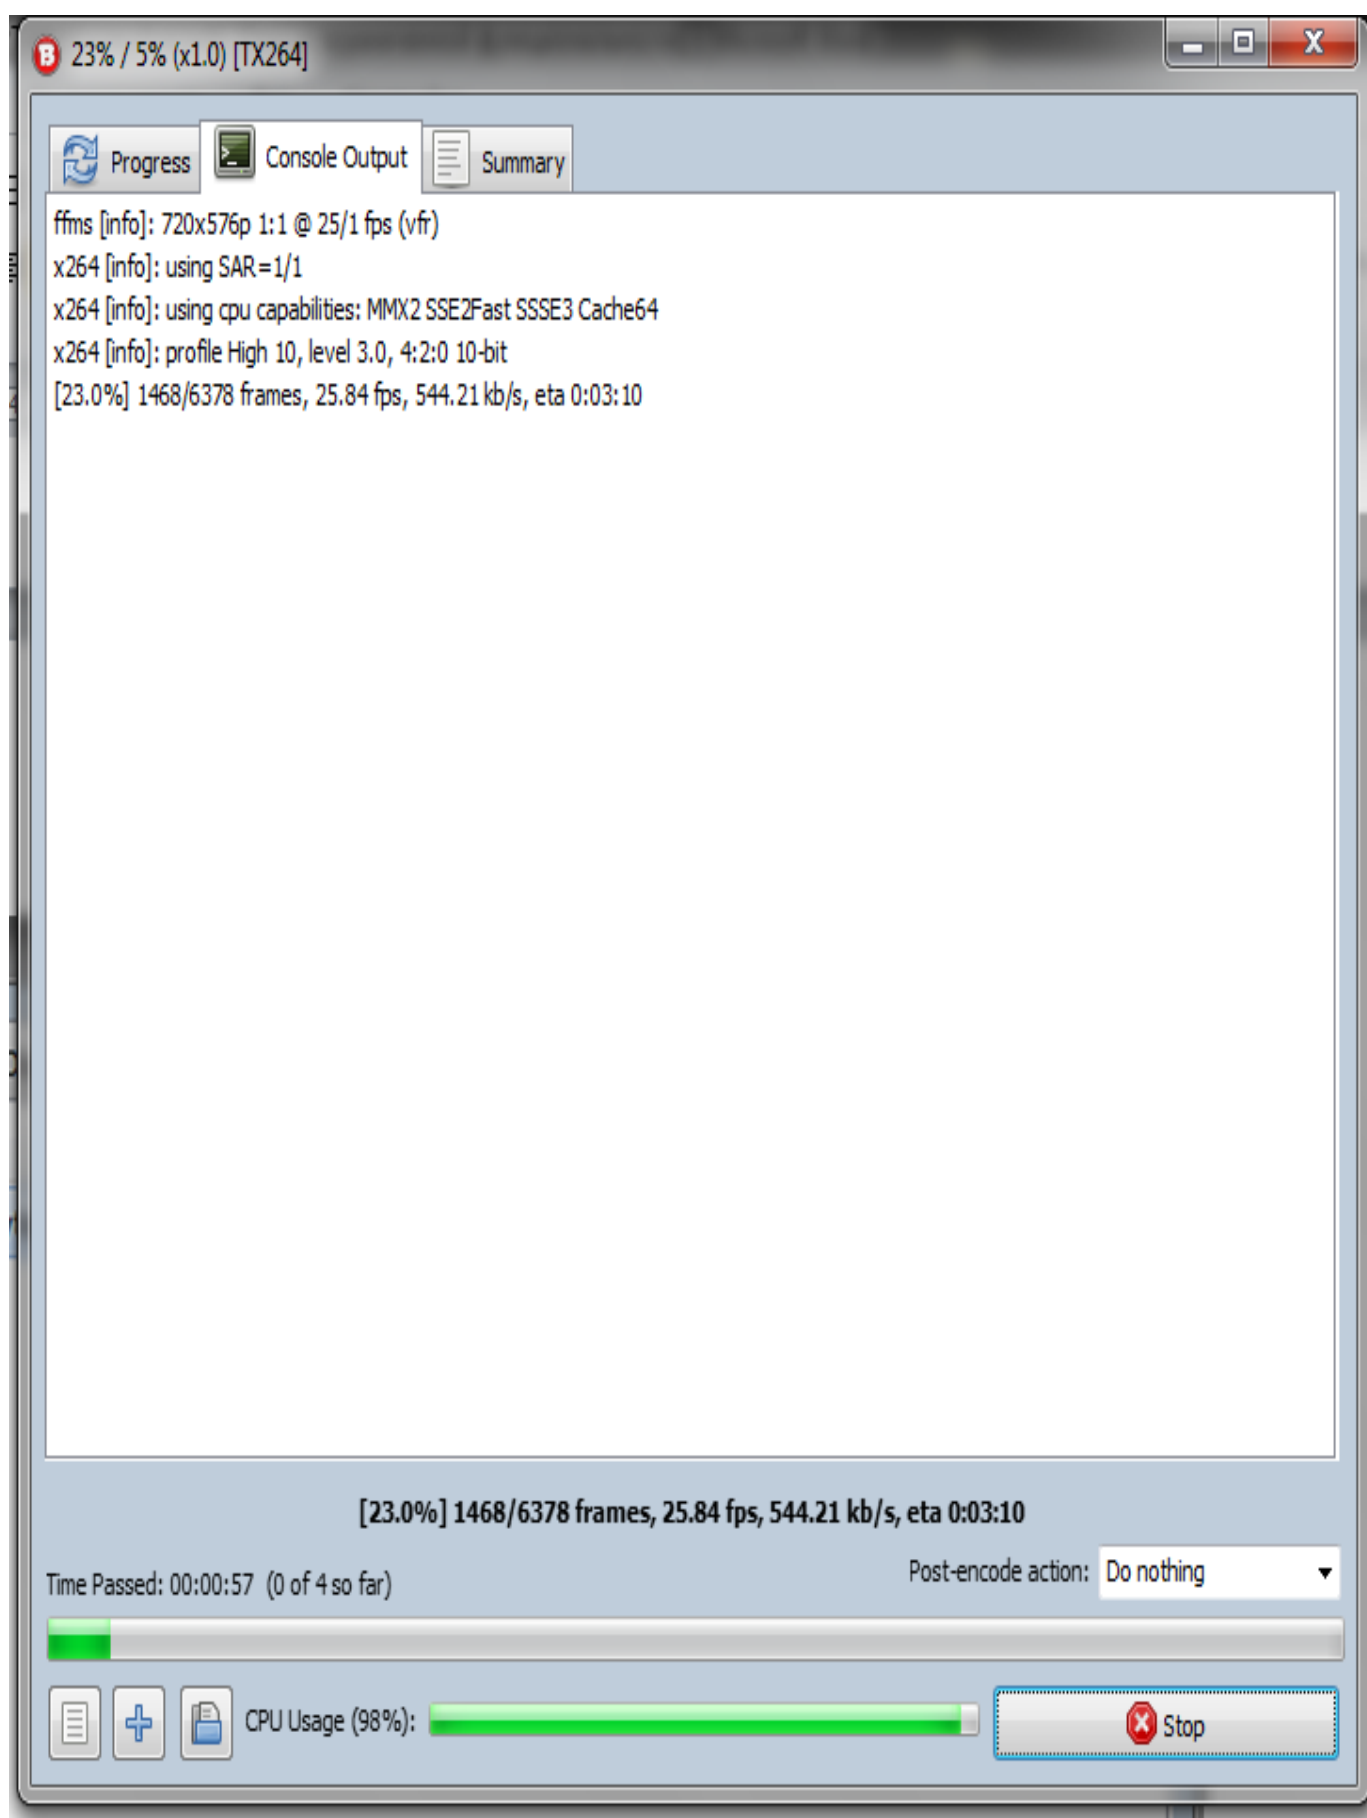 23% / 5% (x1.0) [TX264]
Progress Console Output Summary
ffms [info]: 720x576p 1:1 @ 25/1 fps (vfr)
x264 [info]: using SAR=1/1
x264 [info]: using cpu capabilities: MMX2 SSE2Fast SSSE3 Cache64
x264 [info]: profile High 10, level 3.0, 4:2:0 10-bit
[23.0%] 1468/6378 frames, 25.84 fps, 544.21 kb/s, eta 0:03:10
[23.0%] 1468/6378 frames, 25.84 fps, 544.21 kb/s, eta 0:03:10
Time Passed: 00:00:57 (0 of 4 so far)
Post-encode action: Do nothing
CPU Usage (98%):
Stop